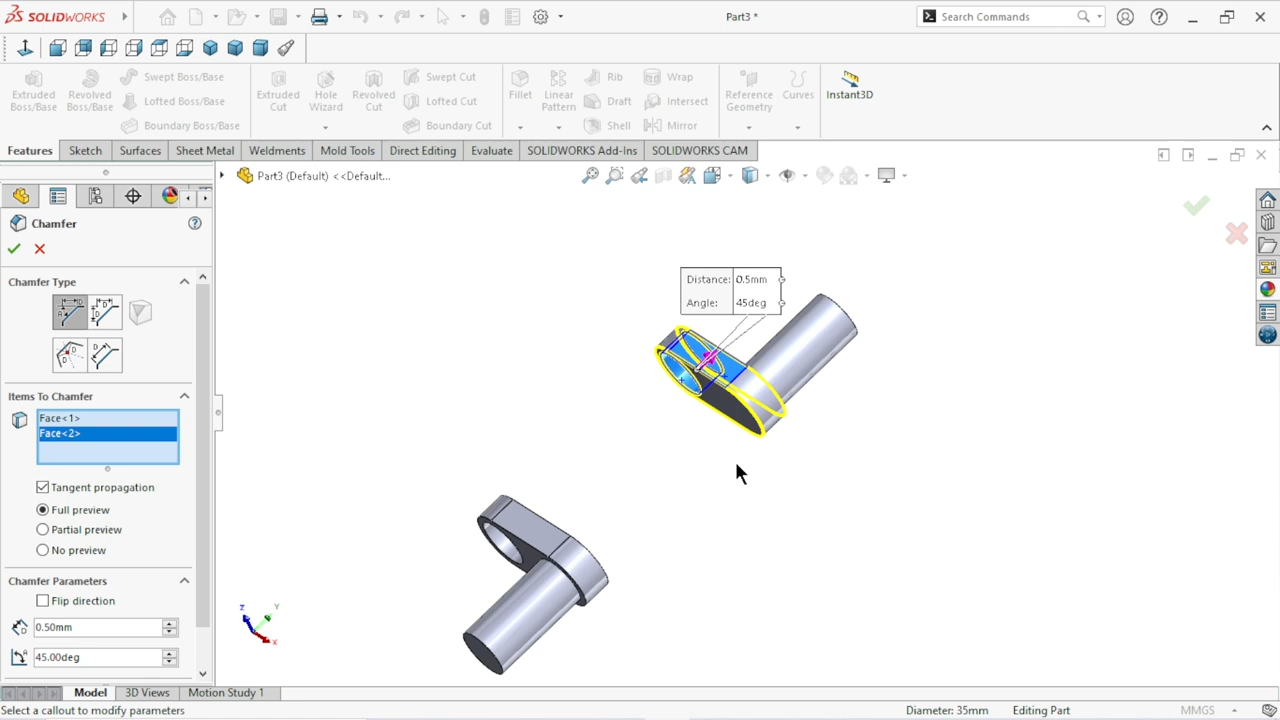 SOLIDWORKS
Part3 *
Search Commands
Extruded Boss/Base
Revolved Boss/Base
Swept Boss/Base
Lofted Boss/Base
Boundary Boss/Base
Extruded Cut
Hole Wizard
Revolved Cut
Swept Cut
Lofted Cut
Boundary Cut
Fillet
Linear Pattern
Rib
Draft
Shell
Wrap
Intersect
Mirror
Reference Geometry
Curves
Instant3D
Features
Sketch
Surfaces
Sheet Metal
Weldments
Mold Tools
Direct Editing
Evaluate
SOLIDWORKS Add-Ins
SOLIDWORKS CAM
Part3 (Default) <<Default...
Chamfer
Chamfer Type
Items To Chamfer
Face<1>
Face<2>
Tangent propagation
Full preview
Partial preview
No preview
Chamfer Parameters
Flip direction
0.50mm
45.00deg
Distance: 0.5mm
Angle: 45deg
Z
Y
X
Model
3D Views
Motion Study 1
Select a callout to modify parameters
Diameter: 35mm
Editing Part
MMGS